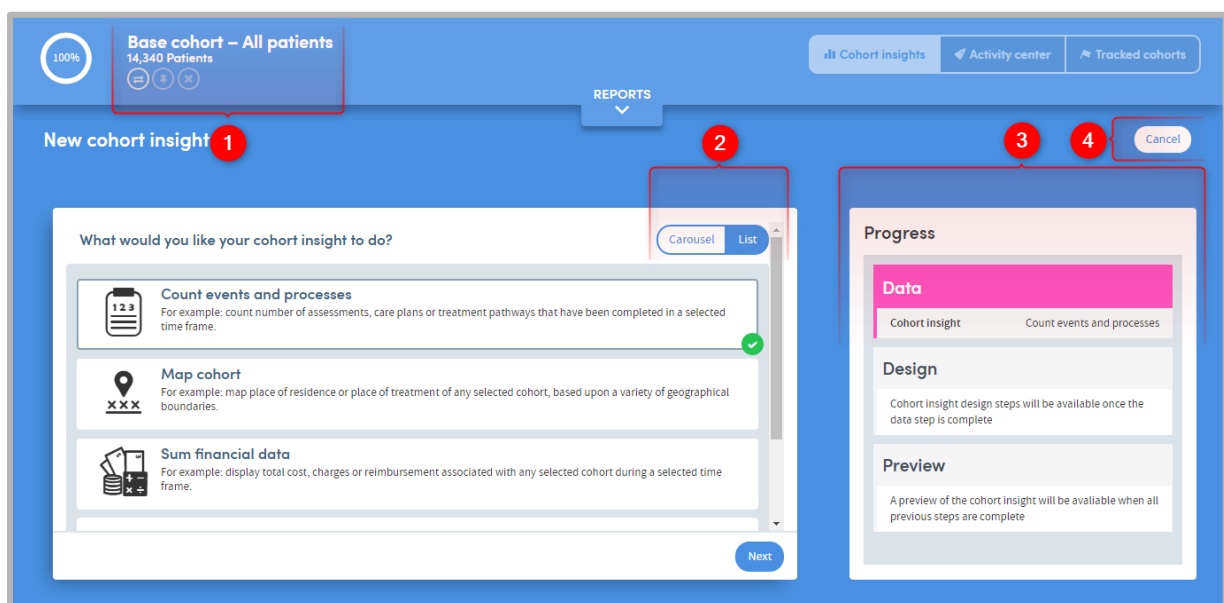 100%
Base cohort – All patients
14,340 Patients
Cohort insights
Activity center
Tracked cohorts
REPORTS
New cohort insight
1
2
3
4
Cancel
What would you like your cohort insight to do?
Carousel
List
Progress
1 2 3
Count events and processes
For example: count number of assessments, care plans or treatment pathways that have been completed in a selected
time frame.
Map cohort
For example: map place of residence or place of treatment of any selected cohort, based upon a variety of geographical
boundaries.
Sum financial data
For example: display total cost, charges or reimbursement associated with any selected cohort during a selected time
frame.
Next
Data
Cohort insight Count events and processes
Design
Cohort insight design steps will be available once the
data step is complete
Preview
A preview of the cohort insight will be avaliable when all
previous steps are complete